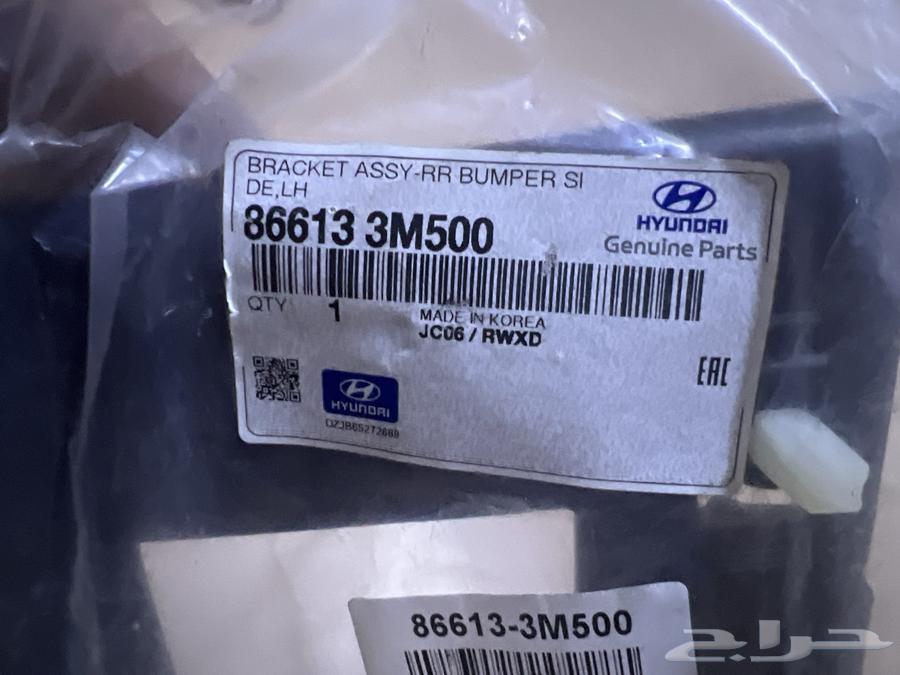 BRACKET ASSY-RR BUMPER SI
DE,LH
86613 3M500
HYUNDAI
Genuine Parts
QTY 1
MADE IN KOREA
JC06 / RWXD
EAC
HYUNDAI
86613-3M500
حراج